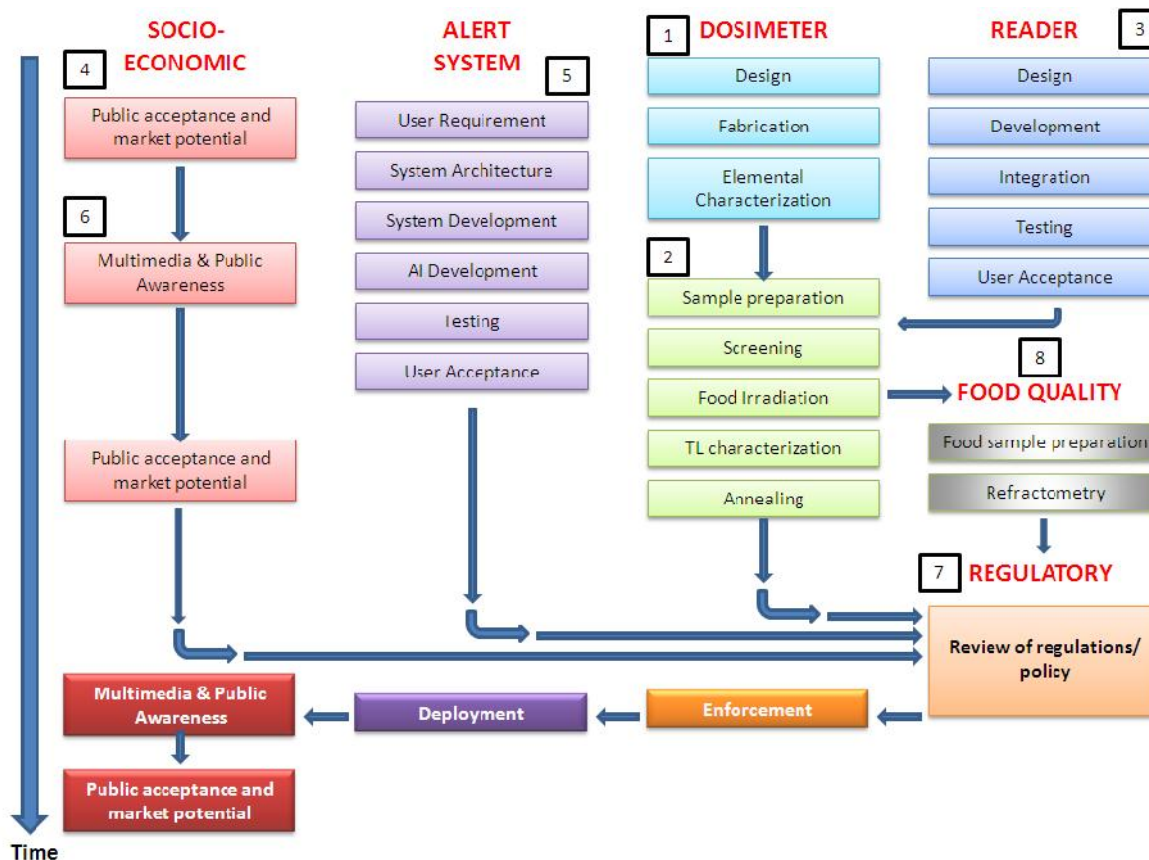 SOCIO-
ECONOMIC
4
Public acceptance and
market potential
6
Multimedia & Public
Awareness
Public acceptance and
market potential
ALERT
SYSTEM
5
User Requirement
System Architecture
System Development
AI Development
Testing
User Acceptance
1
DOSIMETER
Design
Fabrication
Elemental
Characterization
2
Sample preparation
Screening
Food Irradiation
TL characterization
Annealing
READER
3
Design
Development
Integration
Testing
User Acceptance
8
FOOD QUALITY
Food sample preparation
Refractometry
7
REGULATORY
Review of regulations/
policy
Enforcement
Deployment
Multimedia & Public
Awareness
Public acceptance and
market potential
Time